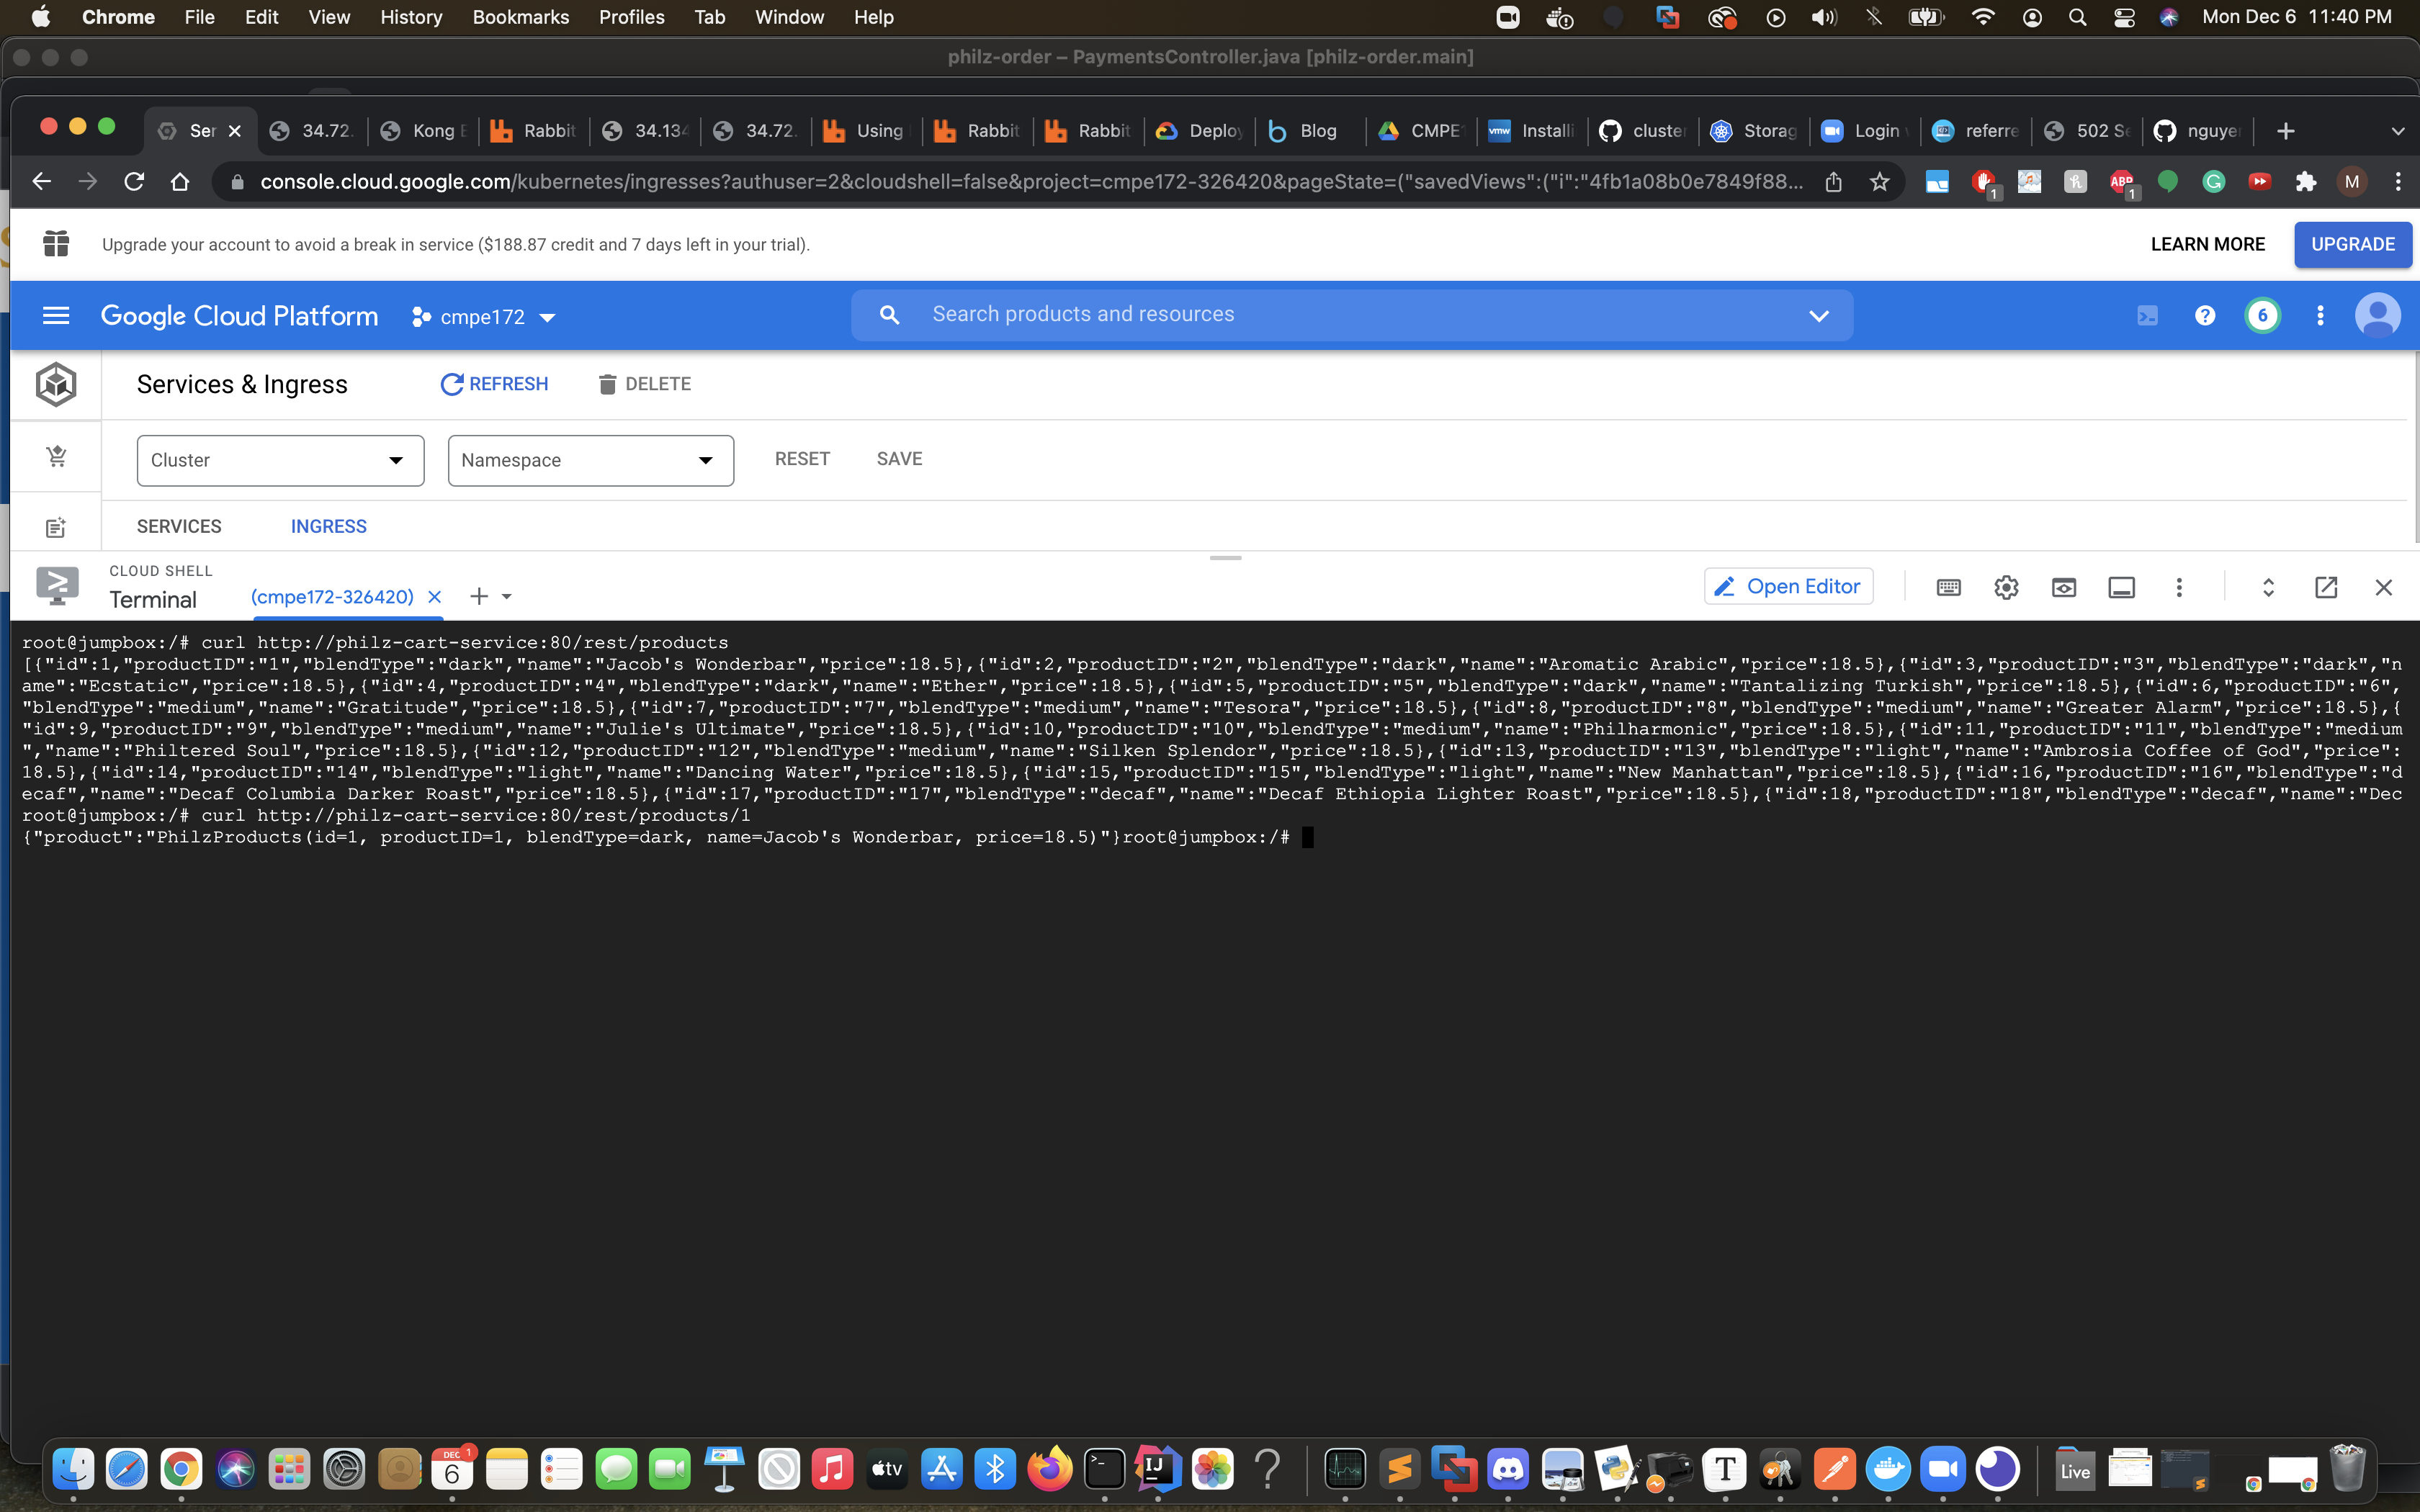 Chrome File Edit View History Bookmarks Profiles Tab Window Help Mon Dec 6 11:40 PM
philz-order – PaymentsController.java [philz-order.main]
Ser 34.72. Kong E Rabbit 34.134 34.72. Using Rabbit Rabbit Deploy Blog CMPE1 vmw Installi cluster Storag Login referre 502 Se nguye
console.cloud.google.com/kubernetes/ingresses?authuser=2&cloudshell=false&project=cmpe172-326420&pageState=("savedViews":("i":"4fb1a08b0e7849f88... 1 ABP 1 M
Upgrade your account to avoid a break in service ($188.87 credit and 7 days left in your trial). LEARN MORE UPGRADE
Google Cloud Platform cmpe172 Search products and resources 6
Services & Ingress REFRESH DELETE
Cluster Namespace RESET SAVE
SERVICES INGRESS
CLOUD SHELL
Terminal (cmpe172-326420) Open Editor
root@jumpbox:/# curl http://philz-cart-service:80/rest/products
[{"id":1,"productID":"1","blendType":"dark","name":"Jacob's Wonderbar","price":18.5},{"id":2,"productID":"2","blendType":"dark","name":"Aromatic Arabic","price":18.5},{"id":3,"productID":"3","blendType":"dark","n
ame":"Ecstatic","price":18.5},{"id":4,"productID":"4","blendType":"dark","name":"Ether","price":18.5},{"id":5,"productID":"5","blendType":"dark","name":"Tantalizing Turkish","price":18.5},{"id":6,"productID":"6",
"blendType":"medium","name":"Gratitude","price":18.5},{"id":7,"productID":"7","blendType":"medium","name":"Tesora","price":18.5},{"id":8,"productID":"8","blendType":"medium","name":"Greater Alarm","price":18.5},{
"id":9,"productID":"9","blendType":"medium","name":"Julie's Ultimate","price":18.5},{"id":10,"productID":"10","blendType":"medium","name":"Philharmonic","price":18.5},{"id":11,"productID":"11","blendType":"medium
","name":"Philtered Soul","price":18.5},{"id":12,"productID":"12","blendType":"medium","name":"Silken Splendor","price":18.5},{"id":13,"productID":"13","blendType":"light","name":"Ambrosia Coffee of God","price":
18.5},{"id":14,"productID":"14","blendType":"light","name":"Dancing Water","price":18.5},{"id":15,"productID":"15","blendType":"light","name":"New Manhattan","price":18.5},{"id":16,"productID":"16","blendType":"d
ecaf","name":"Decaf Columbia Darker Roast","price":18.5},{"id":17,"productID":"17","blendType":"decaf","name":"Decaf Ethiopia Lighter Roast","price":18.5},{"id":18,"productID":"18","blendType":"decaf","name":"Dec
root@jumpbox:/# curl http://philz-cart-service:80/rest/products/1
{"product":"PhilzProducts(id=1, productID=1, blendType=dark, name=Jacob's Wonderbar, price=18.5)"}root@jumpbox:/#
DEC 6 1 tv IJ T Live